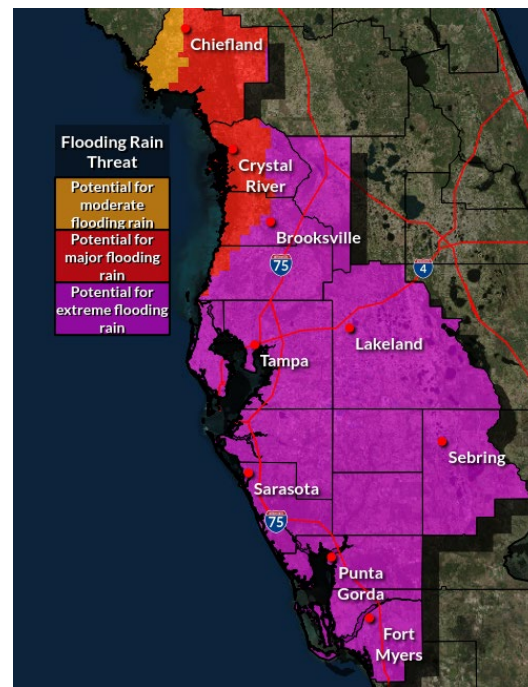 Chiefland
Flooding Rain
Threat
Potential for
moderate
flooding rain
Potential for
major flooding
rain
Potential for
extreme flooding
rain
Crystal
River
Brooksville
75
4
Tampa
Lakeland
Sebring
Sarasota
75
Punta
Gorda
Fort
Myers